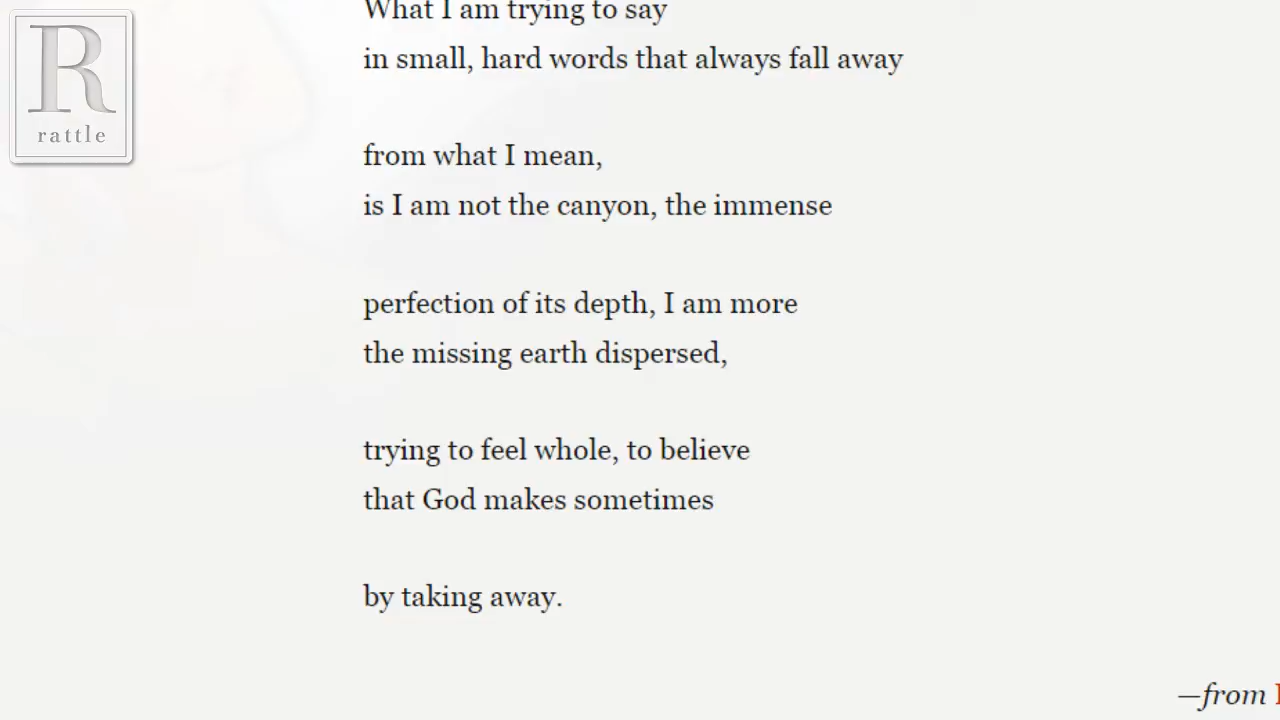 R
rattle
What I am trying to say
in small, hard words that always fall away
from what I mean,
is I am not the canyon, the immense
perfection of its depth, I am more
the missing earth dispersed,
trying to feel whole, to believe
that God makes sometimes
by taking away.
—from